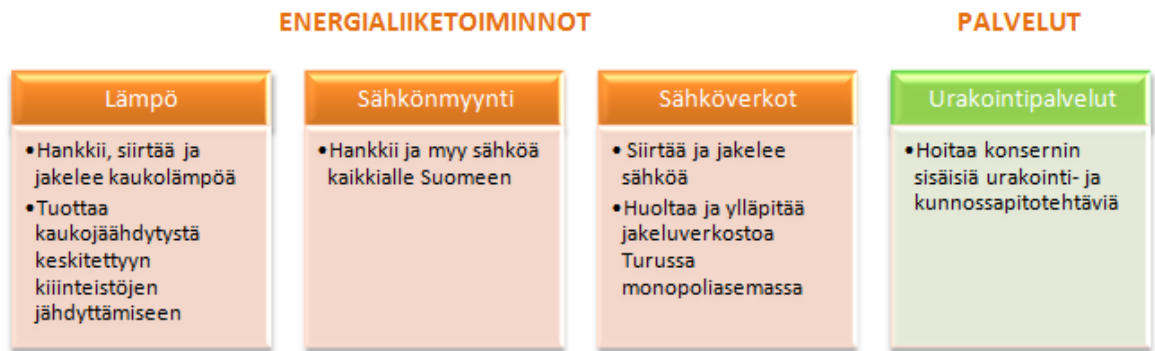 ENERGIALIIKETOIMINNOT
PALVELUT
Lämpö
•Hankkii, siirtää ja
jakelee kaukolämpöä
•Tuottaa
kaukojäähdytystä
keskitettyyn
kiiinteistöjen
jähdyttämiseen
Sähkönmyynti
•Hankkii ja myy sähköä
kaikkialle Suomeen
Sähköverkot
• Siirtää ja jakelee
sähköä
•Huoltaa ja ylläpitää
jakeluverkostoa
Turussa
monopoliasemassa
Urakointipalvelut
•Hoitaa konsernin
sisäisiä urakointi- ja
kunnossapitotehtäviä